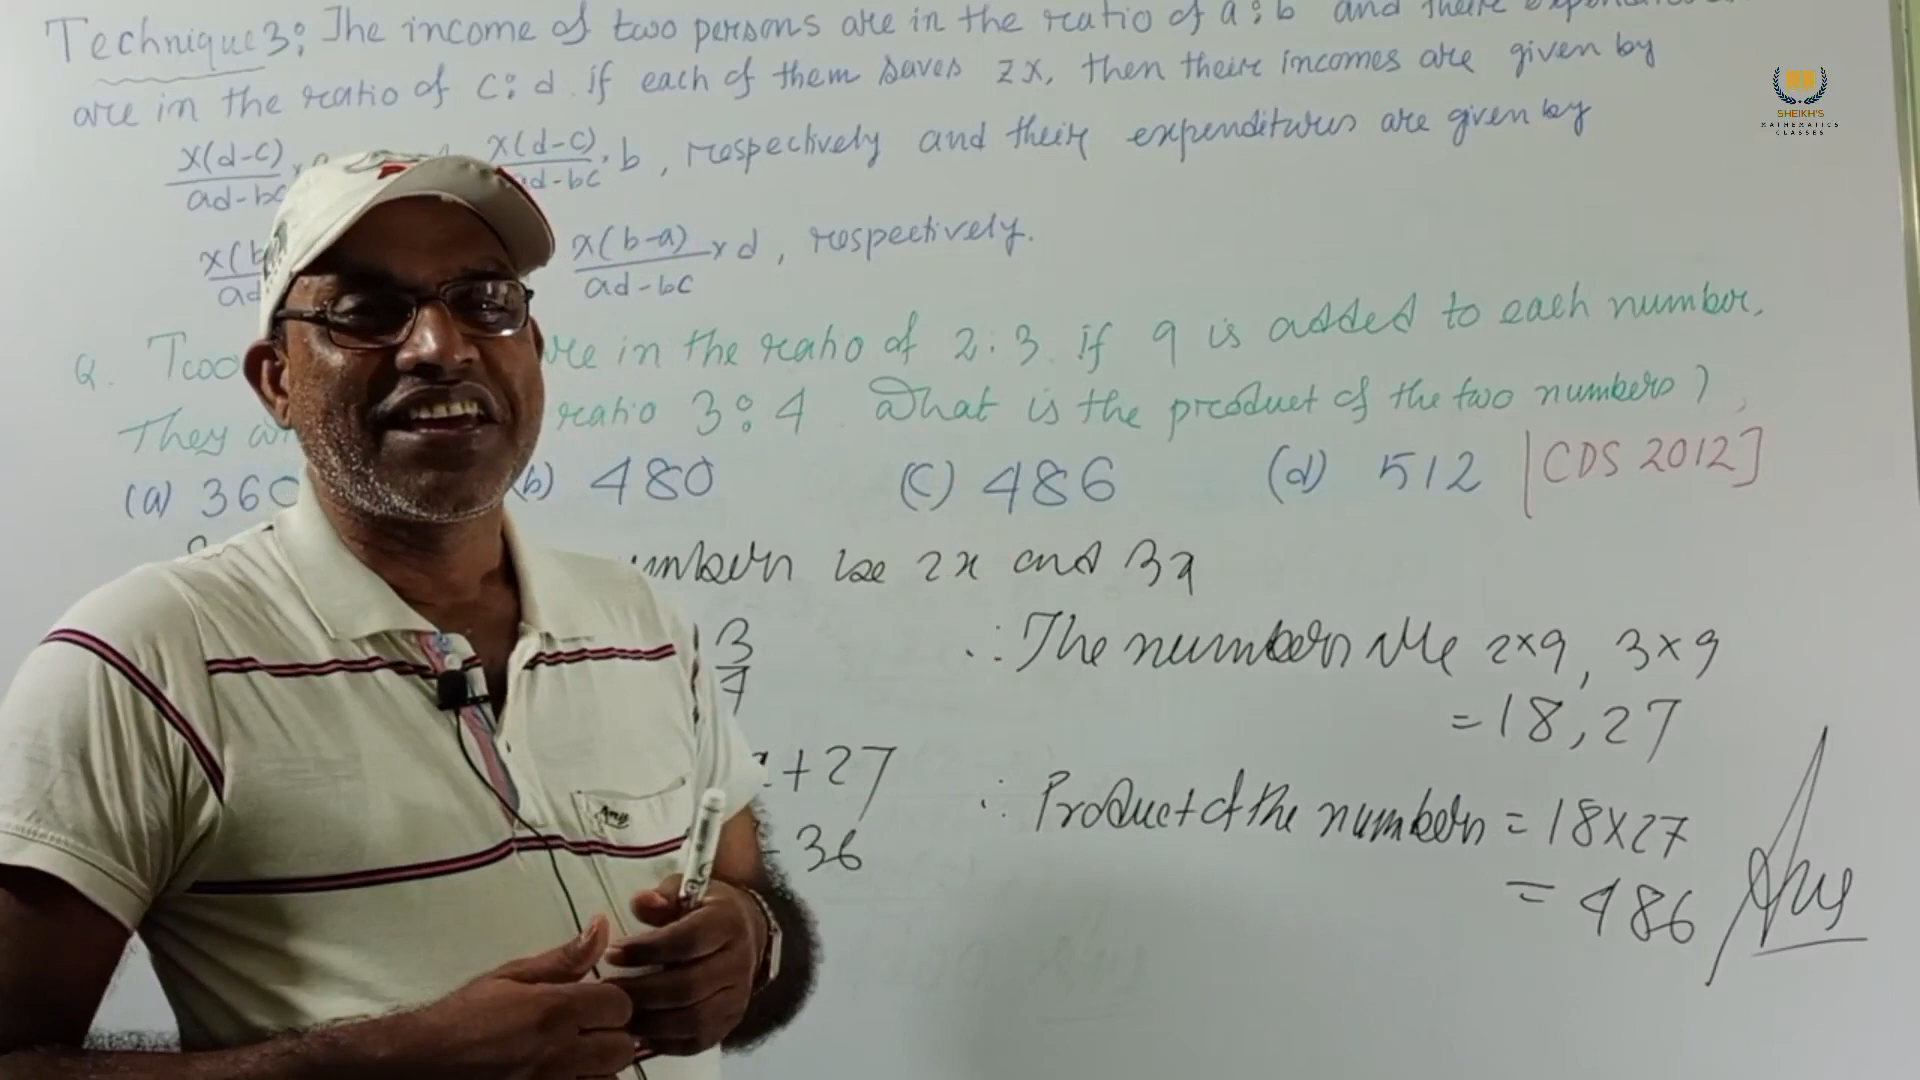 Technique 3: The income of two persons are in the ratio of a:b and their
are in the ratio of c:d if each of them saves ₹x, then their incomes are given by
x(d-c)/ad-bc x(d-c)/ad-bc · b, respectively and their expenditures are given by
x(b x(b-a)/ad-bc × d, respectively.
Q. Two in the ratio of 2:3. if 9 is added to each number,
They ratio 3:4 What is the product of the two numbers?
(a) 360 (b) 480 (c) 486 (d) 512 [CDS 2012]
be 2x and 3x
3
4
∴ The numbers are 2×9, 3×9
= 18, 27
+27
36
∴ Product of the numbers = 18×27
= 486 Ans
SHEIKH'S
MATHEMATICS
CLASSES